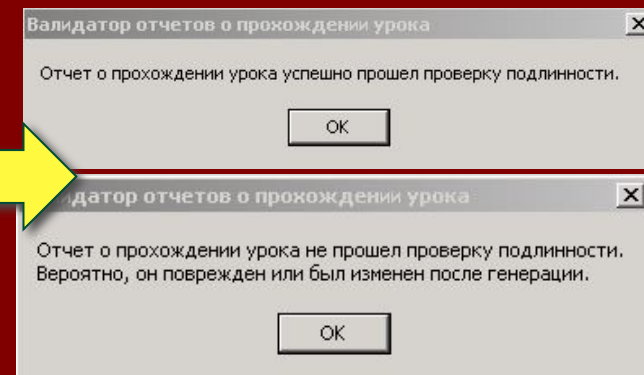 Валидатор отчетов о прохождении урока
Отчет о прохождении урока успешно прошел проверку подлинности.
OK
идатор отчетов о прохождении урока
Отчет о прохождении урока не прошел проверку подлинности.
Вероятно, он поврежден или был изменен после генерации.
OK